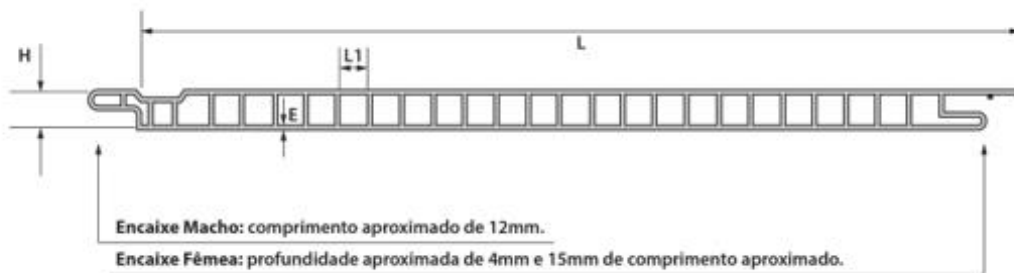 L
H
L1
E
Encaixe Macho: comprimento aproximado de 12mm.
Encaixe Fêmea: profundidade aproximada de 4mm e 15mm de comprimento aproximado.